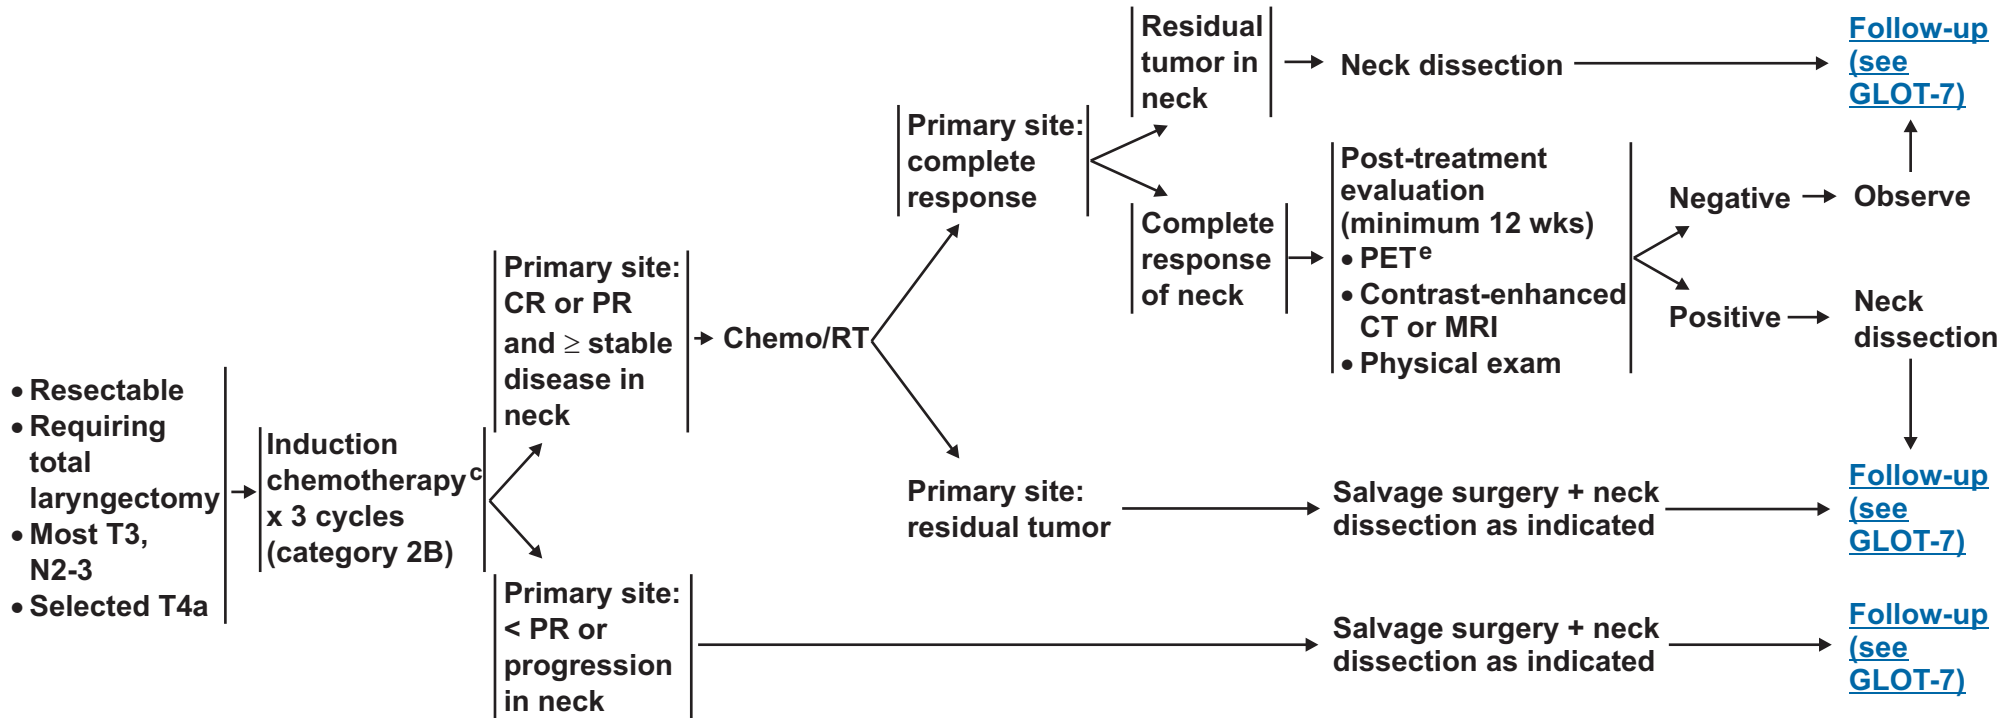 • Resectable
• Requiring
total
laryngectomy
• Most T3,
N2-3
• Selected T4a
Induction
chemotherapy c
x 3 cycles
(category 2B)
Primary site:
CR or PR
and ≥ stable
disease in
neck
Primary site:
< PR or
progression
in neck
Chemo/RT
Primary site:
complete
response
Primary site:
residual tumor
Residual
tumor in
neck
Complete
response
of neck
Neck dissection
Post-treatment
evaluation
(minimum 12 wks)
• PET e
• Contrast-enhanced
CT or MRI
• Physical exam
Negative
Positive
Observe
Neck
dissection
Salvage surgery + neck
dissection as indicated
Salvage surgery + neck
dissection as indicated
Follow-up
(see
GLOT-7)
Follow-up
(see
GLOT-7)
Follow-up
(see
GLOT-7)